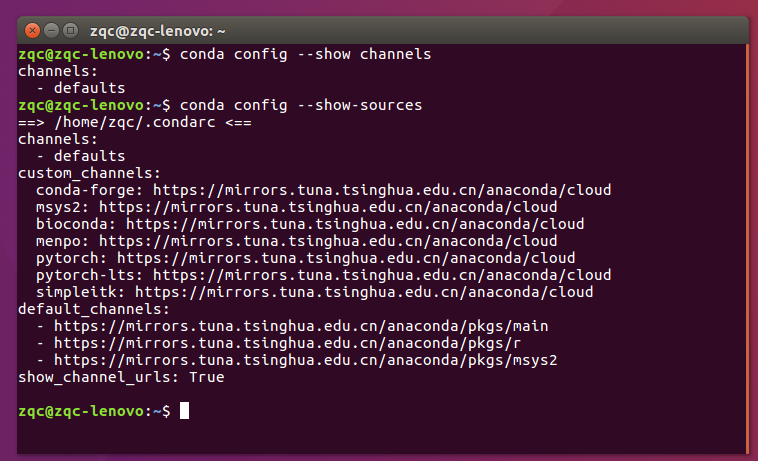 zqc@zqc-lenovo: ~
zqc@zqc-lenovo:~$ conda config --show channels
channels:
  - defaults
zqc@zqc-lenovo:~$ conda config --show-sources
==> /home/zqc/.condarc <==
channels:
  - defaults
custom_channels:
  conda-forge: https://mirrors.tuna.tsinghua.edu.cn/anaconda/cloud
  msys2: https://mirrors.tuna.tsinghua.edu.cn/anaconda/cloud
  bioconda: https://mirrors.tuna.tsinghua.edu.cn/anaconda/cloud
  menpo: https://mirrors.tuna.tsinghua.edu.cn/anaconda/cloud
  pytorch: https://mirrors.tuna.tsinghua.edu.cn/anaconda/cloud
  pytorch-lts: https://mirrors.tuna.tsinghua.edu.cn/anaconda/cloud
  simpleitk: https://mirrors.tuna.tsinghua.edu.cn/anaconda/cloud
default_channels:
  - https://mirrors.tuna.tsinghua.edu.cn/anaconda/pkgs/main
  - https://mirrors.tuna.tsinghua.edu.cn/anaconda/pkgs/r
  - https://mirrors.tuna.tsinghua.edu.cn/anaconda/pkgs/msys2
show_channel_urls: True
zqc@zqc-lenovo:~$